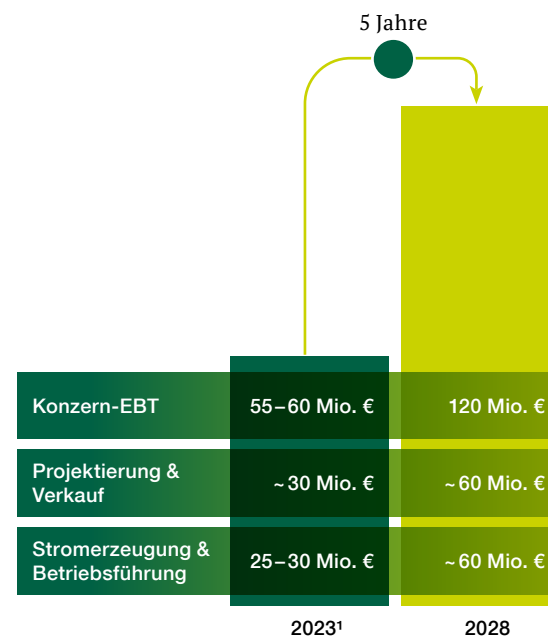 5 Jahre
Konzern-EBT 55–60 Mio. € 120 Mio. €
Projektierung &
Verkauf ~30 Mio. € ~60 Mio. €
Stromerzeugung &
Betriebsführung 25–30 Mio. € ~60 Mio. €
2023¹ 2028